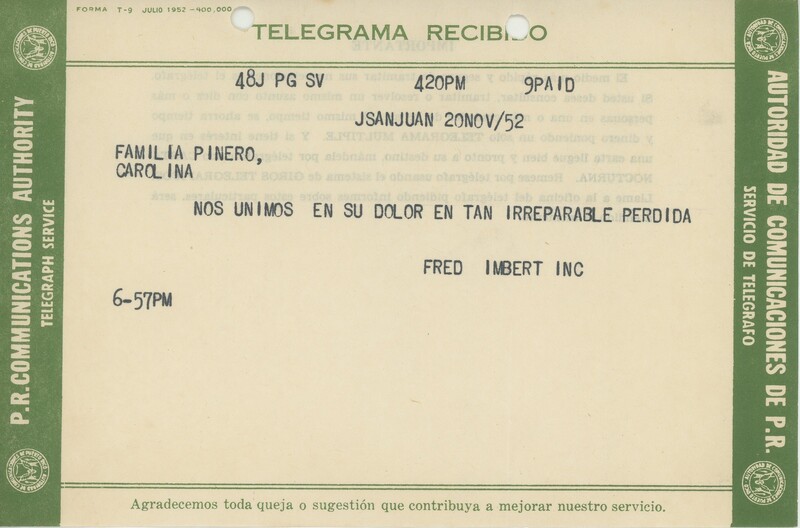 FORMA T-9 JULIO 1952-400,000
TELEGRAMA RECIBIDO
48J PG SV 420PM 9PAID
JSANJUAN 20NOV/52
FAMILIA PINERO,
CAROLINA
NOS UNIMOS EN SU DOLOR EN TAN IRREPARABLE PERDIDA
FRED IMBERT INC
6-57PM
Agradecemos toda queja o sugestión que contribuya a mejorar nuestro servicio.
P.R. COMMUNICATIONS AUTHORITY
TELEGRAPH SERVICE
AUTORIDAD DE COMUNICACIONES DE P.R.
SERVICIO DE TELEGRAFO